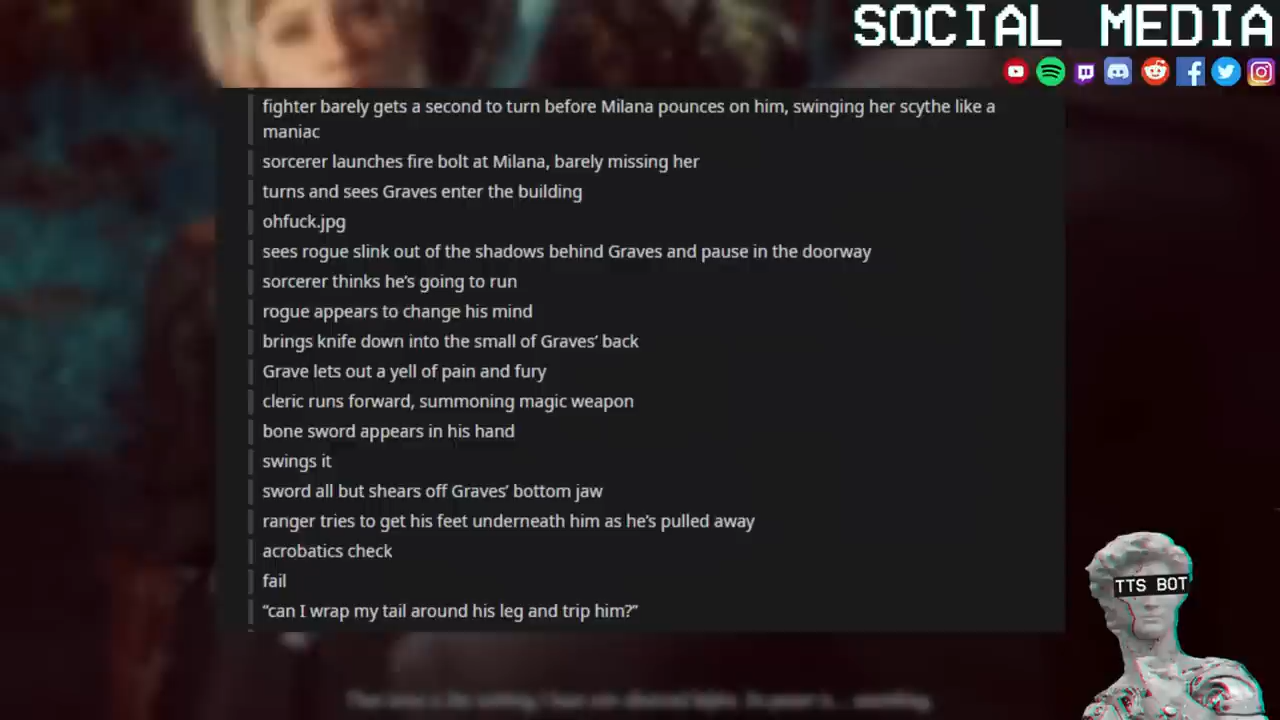 SOCIAL MEDIA
fighter barely gets a second to turn before Milana pounces on him, swinging her scythe like a
maniac
sorcerer launches fire bolt at Milana, barely missing her
turns and sees Graves enter the building
ohfuck.jpg
sees rogue slink out of the shadows behind Graves and pause in the doorway
sorcerer thinks he’s going to run
rogue appears to change his mind
brings knife down into the small of Graves’ back
Grave lets out a yell of pain and fury
cleric runs forward, summoning magic weapon
bone sword appears in his hand
swings it
sword all but shears off Graves’ bottom jaw
ranger tries to get his feet underneath him as he’s pulled away
acrobatics check
fail
“can I wrap my tail around his leg and trip him?”
TTS BOT